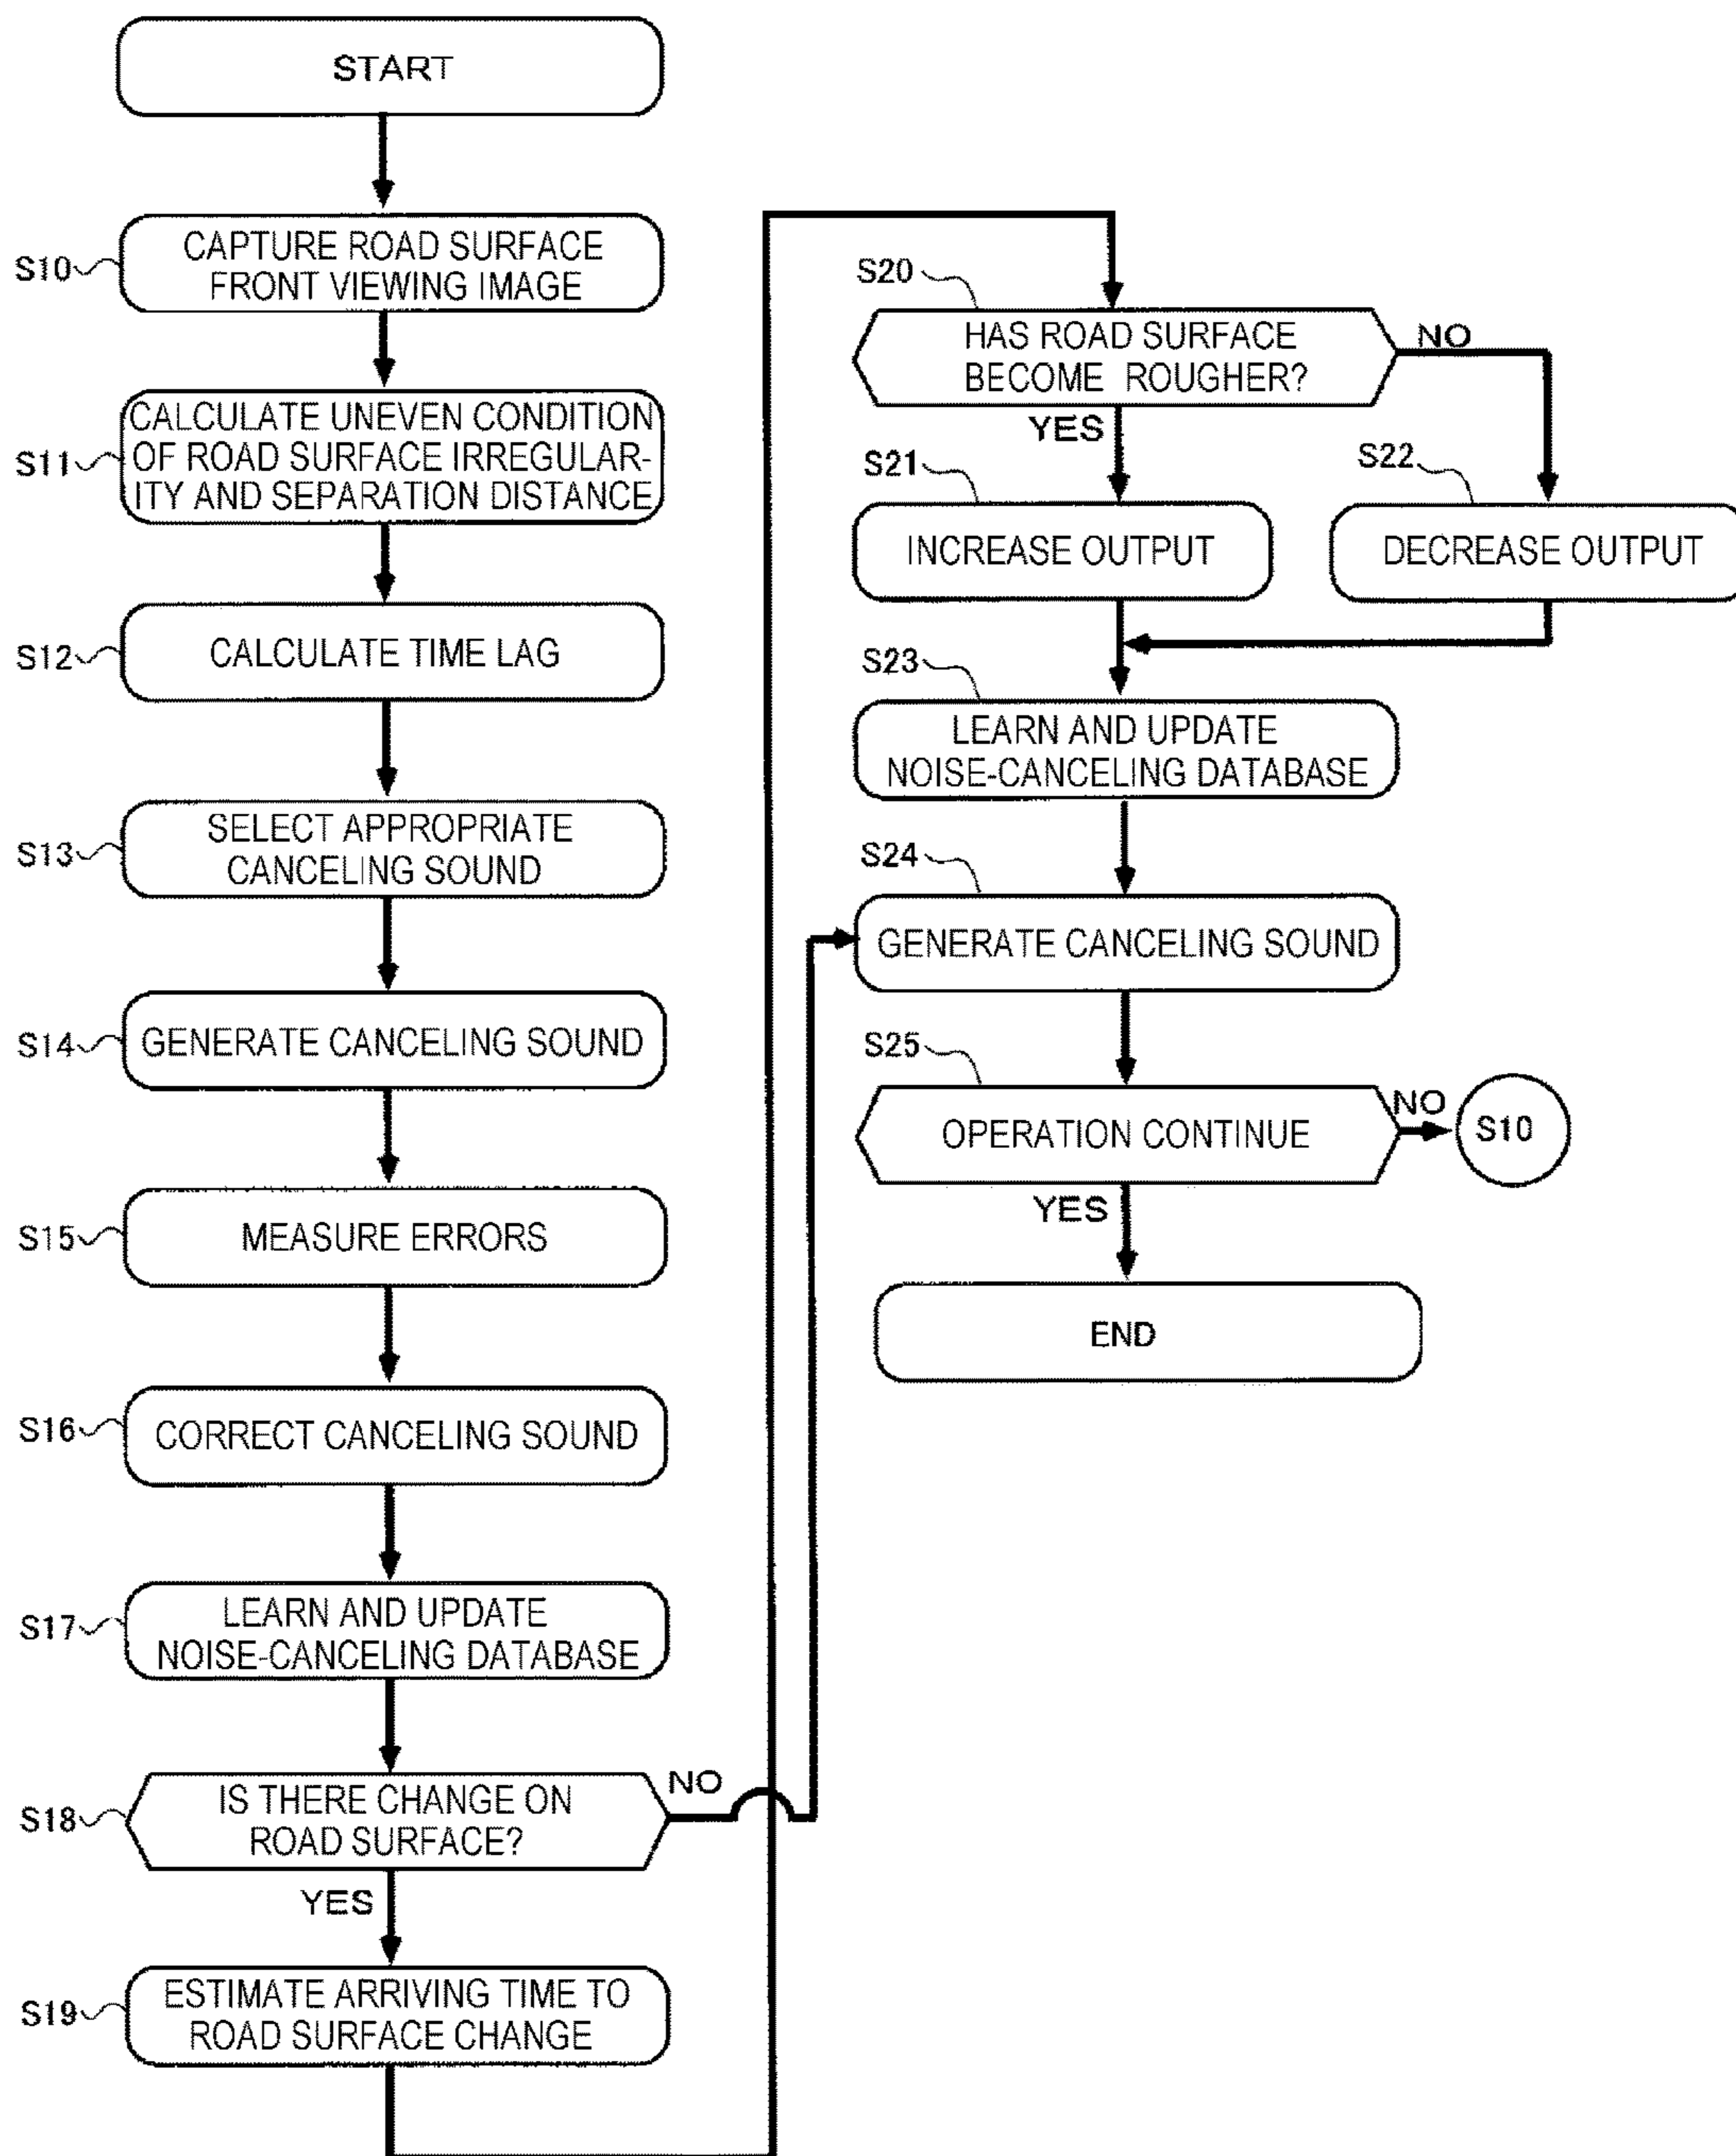 START
S10
CAPTURE ROAD SURFACE
FRONT VIEWING IMAGE
S11
CALCULATE UNEVEN CONDITION
OF ROAD SURFACE IRREGULAR-
ITY AND SEPARATION DISTANCE
S12
CALCULATE TIME LAG
S13
SELECT APPROPRIATE
CANCELING SOUND
S14
GENERATE CANCELING SOUND
S15
MEASURE ERRORS
S16
CORRECT CANCELING SOUND
S17
LEARN AND UPDATE
NOISE-CANCELING DATABASE
S18
IS THERE CHANGE ON
ROAD SURFACE?
NO
YES
S19
ESTIMATE ARRIVING TIME TO
ROAD SURFACE CHANGE
S20
HAS ROAD SURFACE
BECOME ROUGHER?
NO
YES
S21
INCREASE OUTPUT
S22
DECREASE OUTPUT
S23
LEARN AND UPDATE
NOISE-CANCELING DATABASE
S24
GENERATE CANCELING SOUND
S25
OPERATION CONTINUE
NO
S10
YES
END